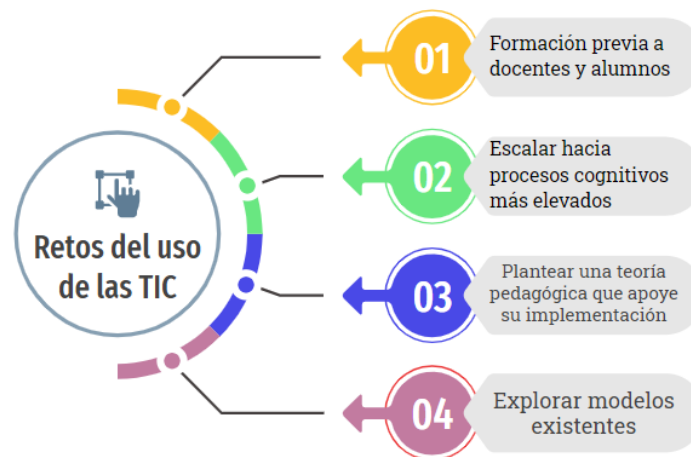 Retos del uso
de las TIC
01
Formación previa a
docentes y alumnos
02
Escalar hacia
procesos cognitivos
más elevados
03
Plantear una teoría
pedagógica que apoye
su implementación
04
Explorar modelos
existentes